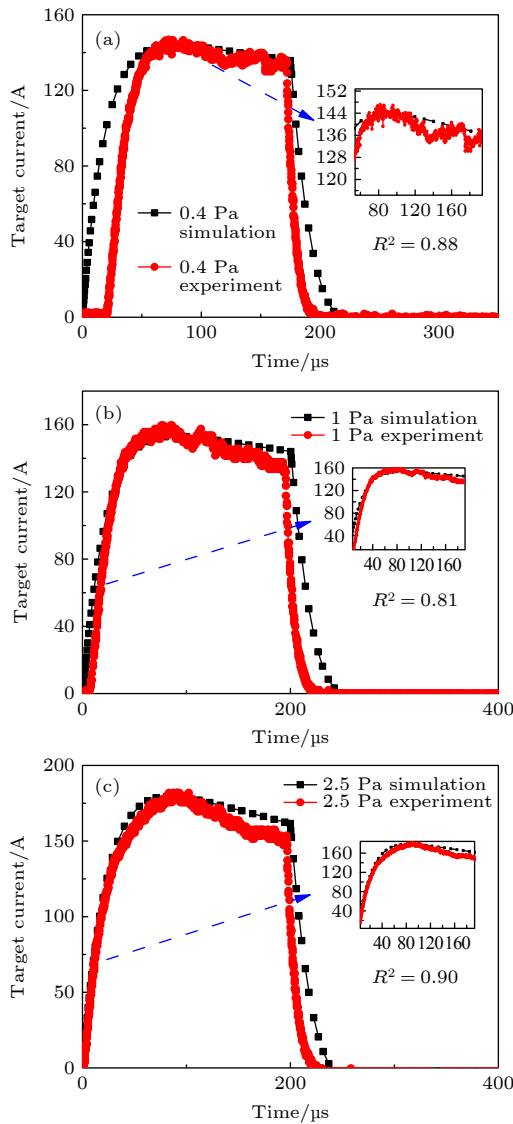 160
(a)
120
80
40
0
Target current/A
0.4 Pa
simulation
0.4 Pa
experiment
152
144
136
128
120
80 120 160
R² = 0.88
0 100 200 300
Time/µs
200
(b)
160
120
80
40
0
Target current/A
1 Pa simulation
1 Pa experiment
160
120
80
40
40 80 120 160
R² = 0.81
0 200 400
Time/µs
200
(c)
150
100
50
0
Target current/A
2.5 Pa simulation
2.5 Pa experiment
160
120
80
40
40 80 120 160
R² = 0.90
0 200 400
Time/µs